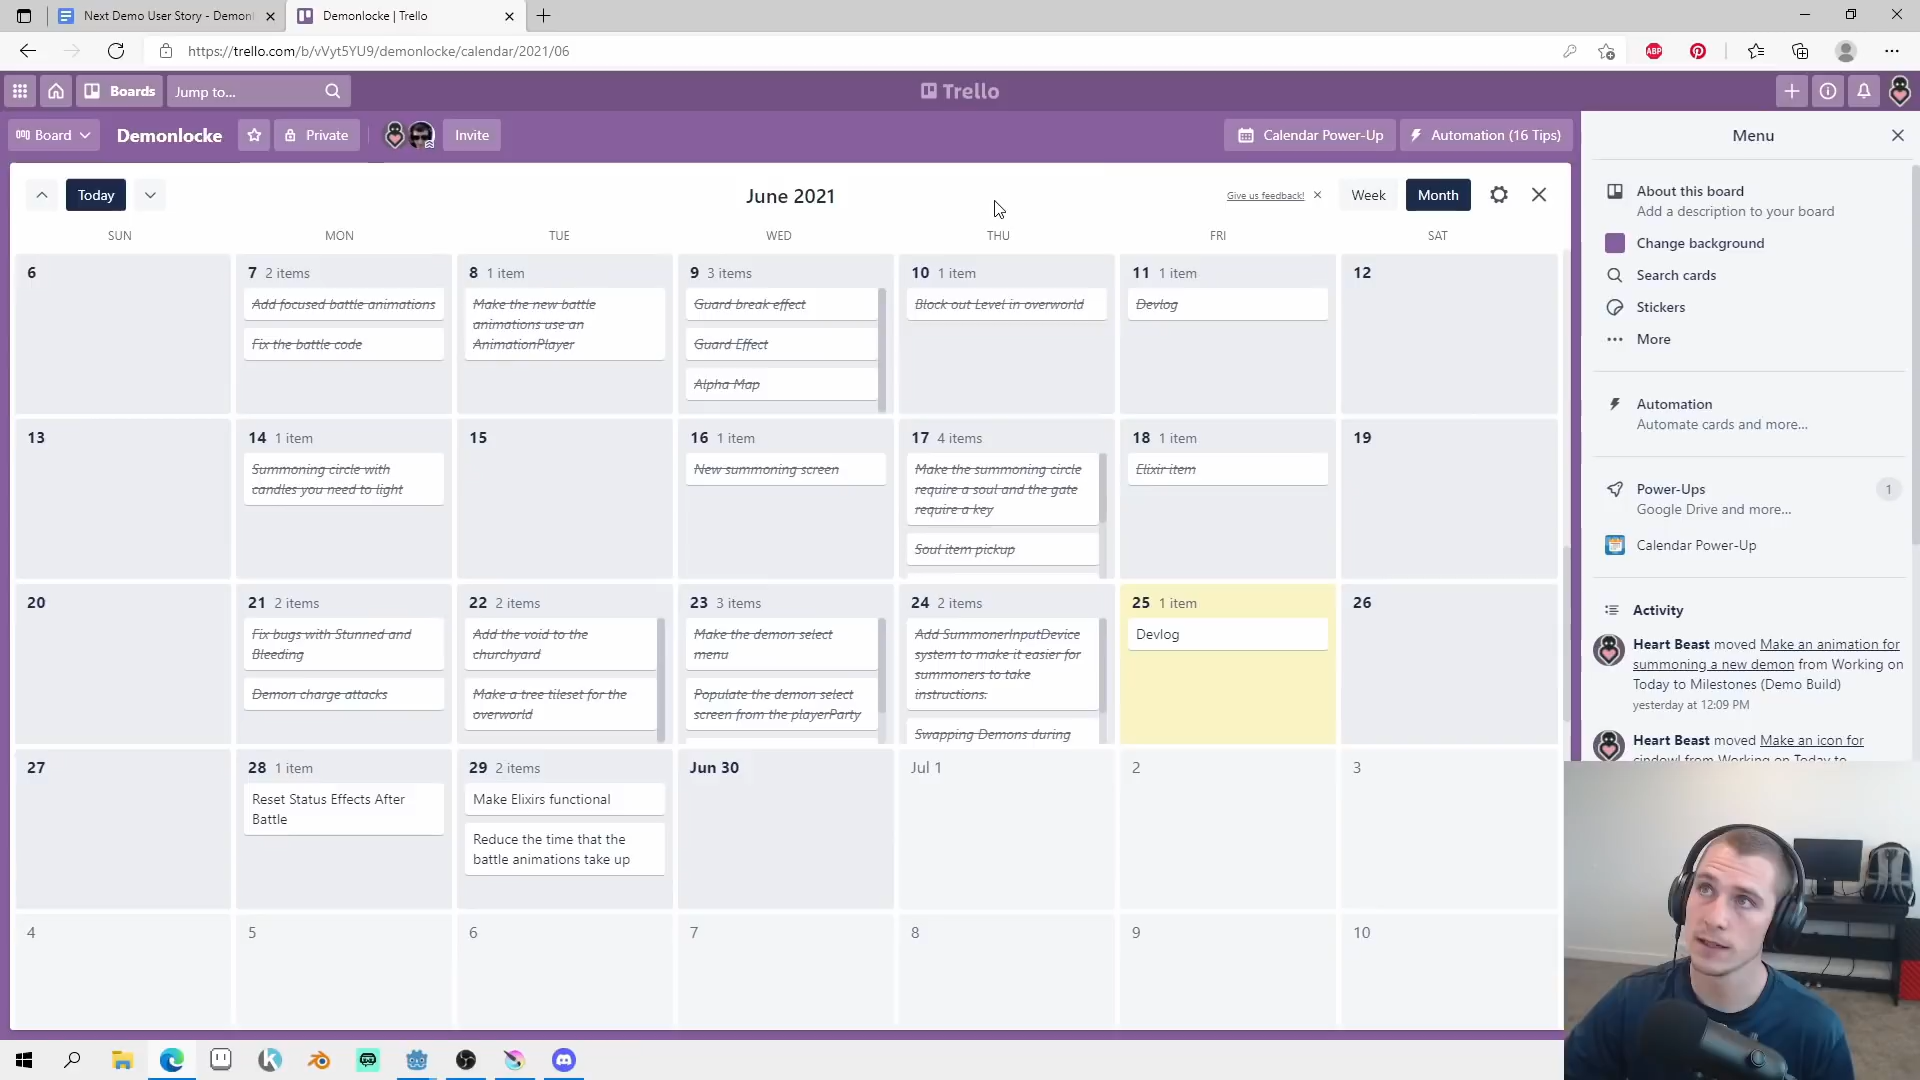 Next Demo User Story - Demonl
Demonlocke | Trello
https://trello.com/b/vVyt5YU9/demonlocke/calendar/2021/06
ABP
Boards
Jump to...
Trello
Board
Demonlocke
Private
Invite
Calendar Power-Up
Automation (16 Tips)
Menu
Today
June 2021
Give us feedback!
Week
Month
SUN
MON
TUE
WED
THU
FRI
SAT
6
7 2 items
Add focused battle animations
Fix the battle code
8 1 item
Make the new battle
animations use an
AnimationPlayer
9 3 items
Guard break effect
Guard Effect
Alpha Map
10 1 item
Block out Level in overworld
11 1 item
Devlog
12
13
14 1 item
Summoning circle with
candles you need to light
15
16 1 item
New summoning screen
17 4 items
Make the summoning circle
require a soul and the gate
require a key
Soul item pickup
18 1 item
Elixir item
19
20
21 2 items
Fix bugs with Stunned and
Bleeding
Demon charge attacks
22 2 items
Add the void to the
churchyard
Make a tree tileset for the
overworld
23 3 items
Make the demon select
menu
Populate the demon select
screen from the playerParty
24 2 items
Add SummonerInputDevice
system to make it easier for
summoners to take
instructions.
Swapping Demons during
25 1 item
Devlog
26
27
28 1 item
Reset Status Effects After
Battle
29 2 items
Make Elixirs functional
Reduce the time that the
battle animations take up
Jun 30
Jul 1
2
3
4
5
6
7
8
9
10
About this board
Add a description to your board
Change background
Search cards
Stickers
More
Automation
Automate cards and more...
Power-Ups
1
Google Drive and more...
Calendar Power-Up
Activity
Heart Beast moved Make an animation for
summoning a new demon from Working on
Today to Milestones (Demo Build)
yesterday at 12:09 PM
Heart Beast moved Make an icon for
cindowl from Working on Today to